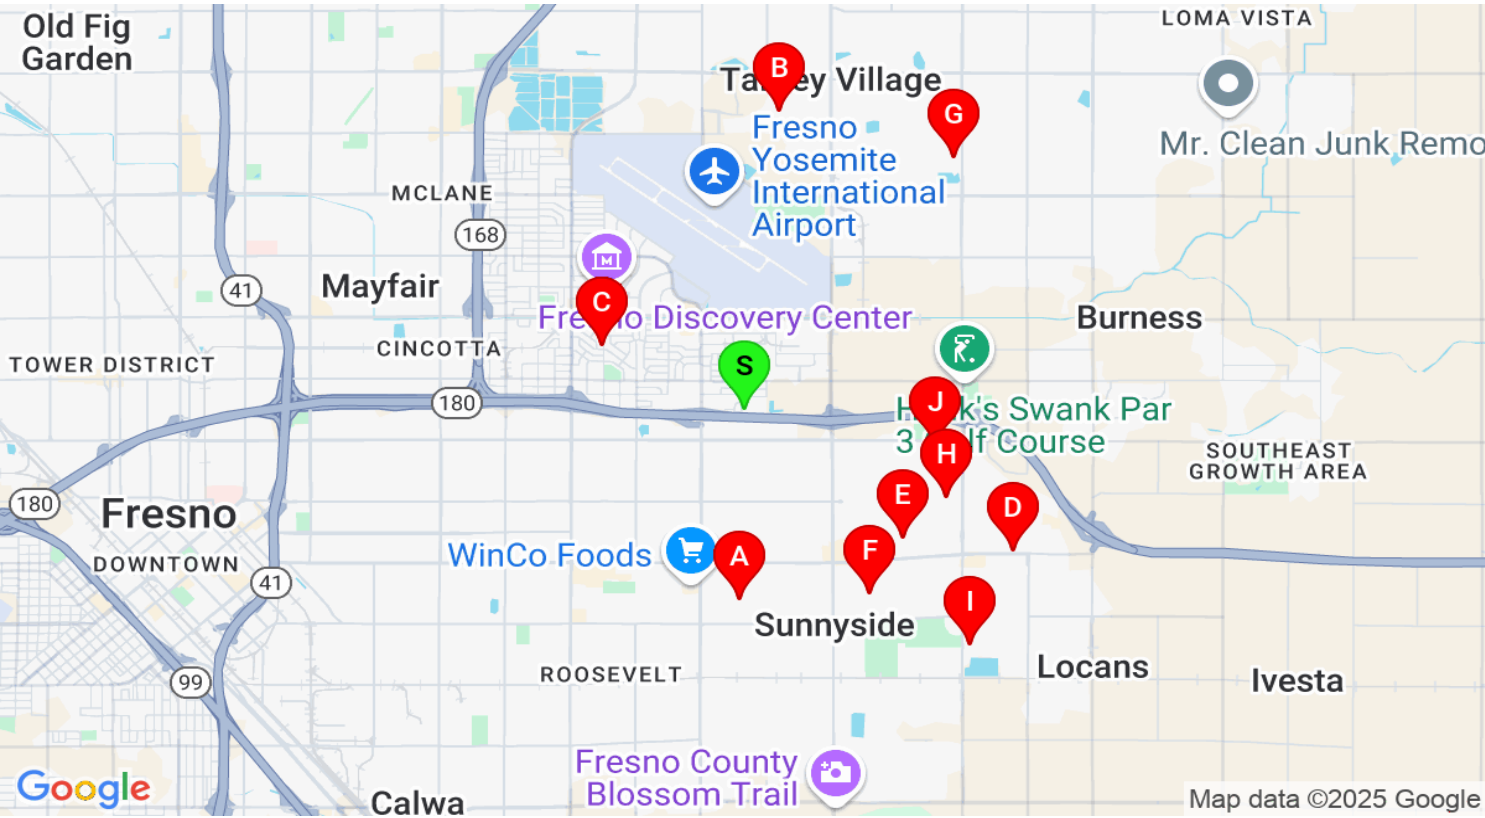 Old Fig
Garden
LOMA VISTA
B
Village
G
Fresno
Yosemite
International
Airport
Mr. Clean Junk Remo
MCLANE
168
M
41
Mayfair
C
Discovery Center
Burness
TOWER DISTRICT
CINCOTTA
S
180
J
Swank Par
3
Course
H
SOUTHEAST
GROWTH AREA
180
Fresno
E
D
DOWNTOWN
WinCo Foods
A
F
41
I
Sunnyside
ROOSEVELT
Locans
Ivesta
99
Fresno County
Blossom Trail
Google
Calwa
Map data ©2025 Google